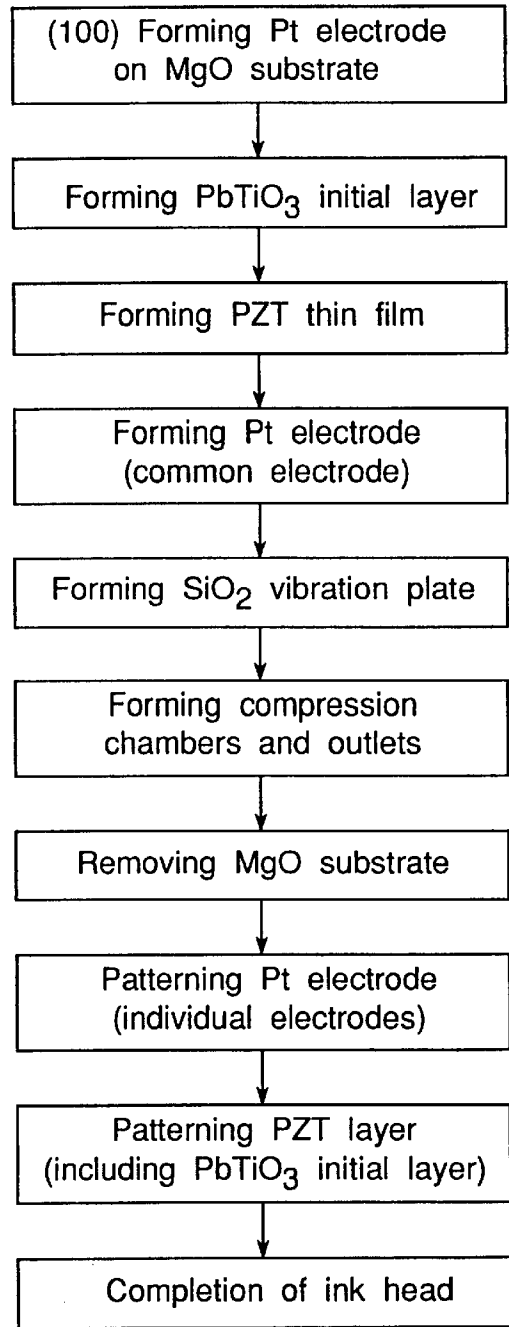 (100) Forming Pt electrode
on MgO substrate
Forming PbTiO₃ initial layer
Forming PZT thin film
Forming Pt electrode
(common electrode)
Forming SiO₂ vibration plate
Forming compression
chambers and outlets
Removing MgO substrate
Patterning Pt electrode
(individual electrodes)
Patterning PZT layer
(including PbTiO₃ initial layer)
Completion of ink head